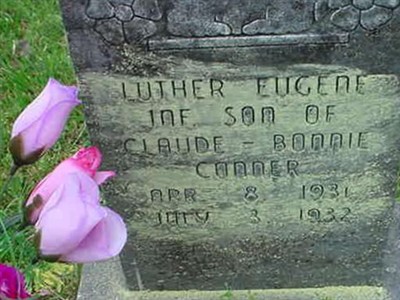 LUTHER EUGENE
INF. SON OF
CLAUDE - BONNIE
CONNER
APR 8 1931
JULY 3 1932